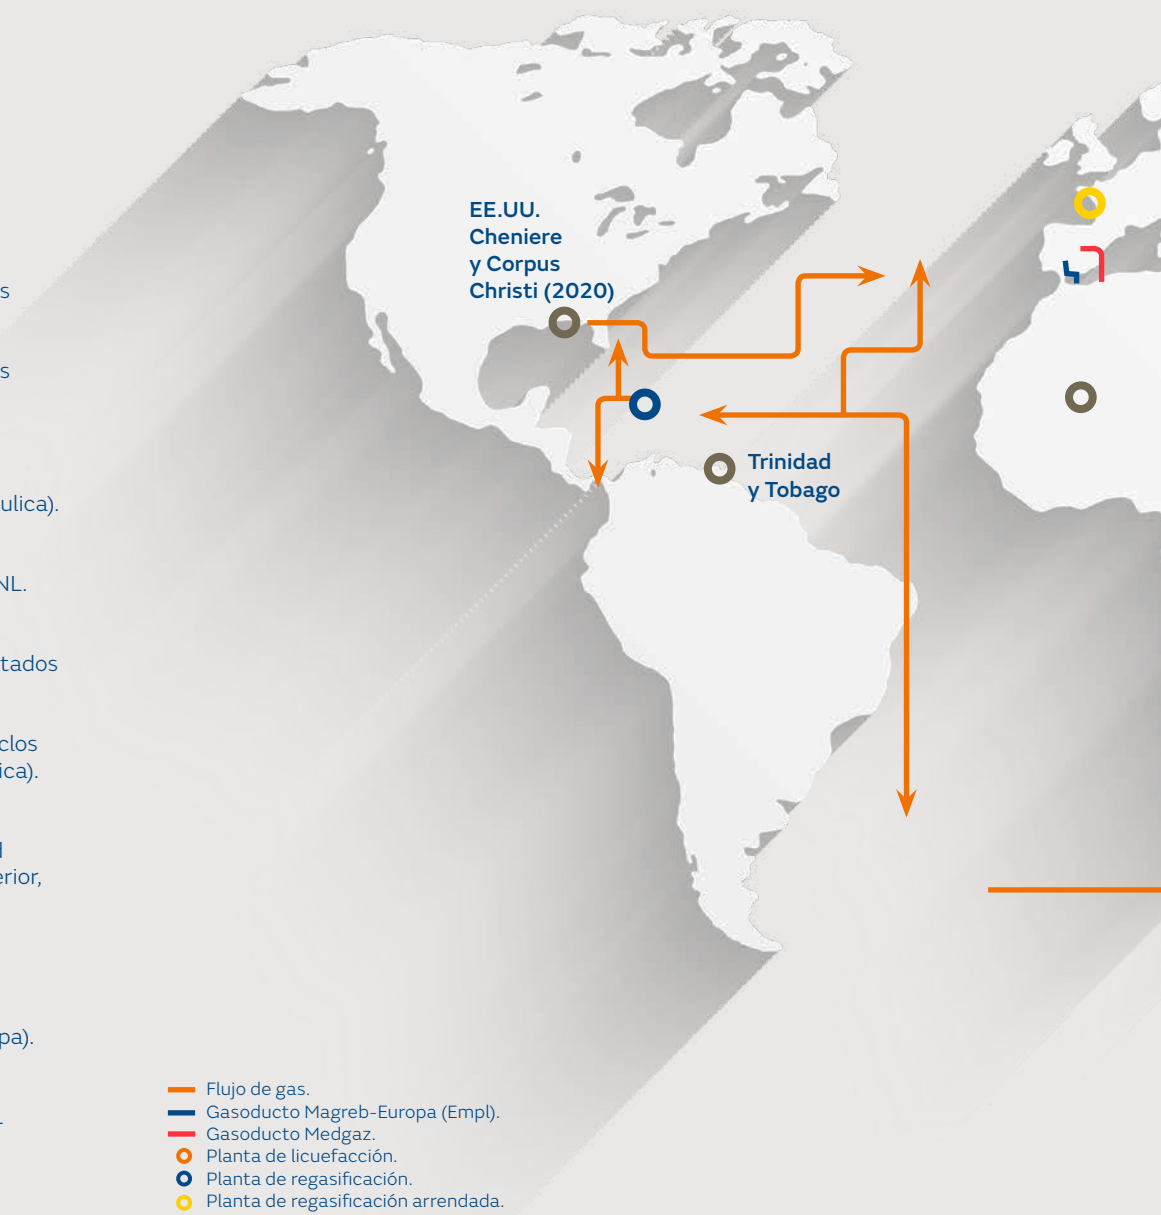 EE.UU.
Cheniere
y Corpus
Christi (2020)
Trinidad
y Tobago
s
s
ulica).
NL.
tados
clos
ica).
erior,
pa).
Flujo de gas.
Gasoducto Magreb-Europa (Empl).
Gasoducto Medgaz.
Planta de licuefacción.
Planta de regasificación.
Planta de regasificación arrendada.